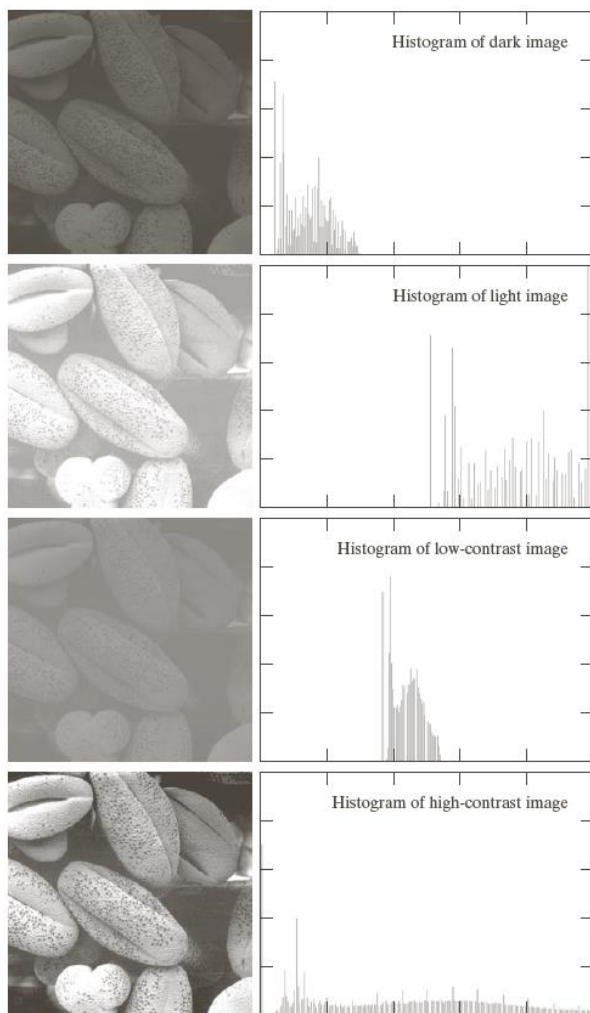 Histogram of dark image
Histogram of light image
Histogram of low-contrast image
Histogram of high-contrast image